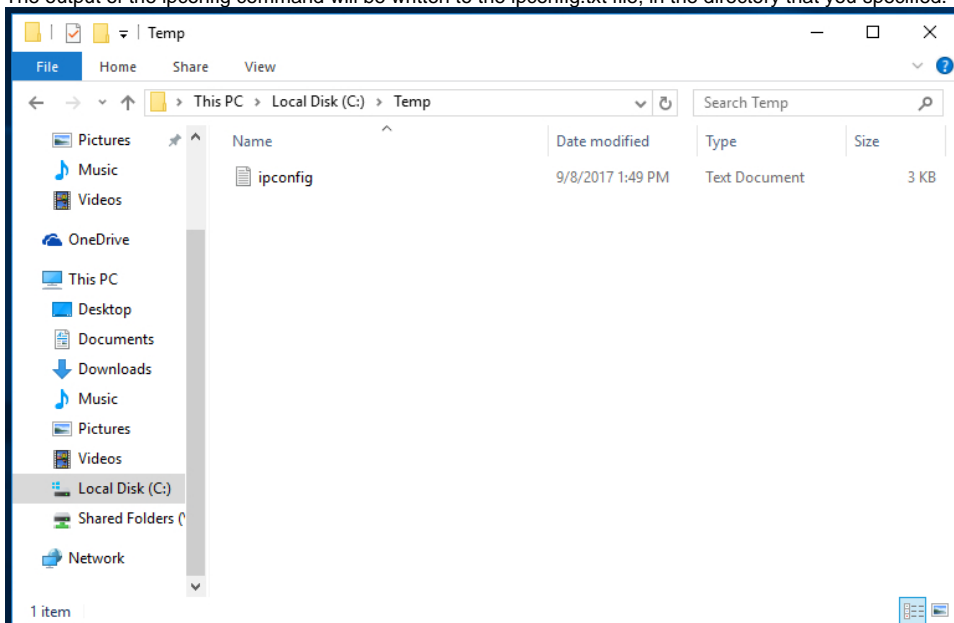 The output of the ipconfig command will be written to the ipconfig.txt file, in the directory that you specified.
Temp
File Home Share View
This PC > Local Disk (C:) > Temp
Search Temp
Name Date modified Type Size
ipconfig 9/8/2017 1:49 PM Text Document 3 KB
Pictures
Music
Videos
OneDrive
This PC
Desktop
Documents
Downloads
Music
Pictures
Videos
Local Disk (C:)
Shared Folders (
Network
1 item